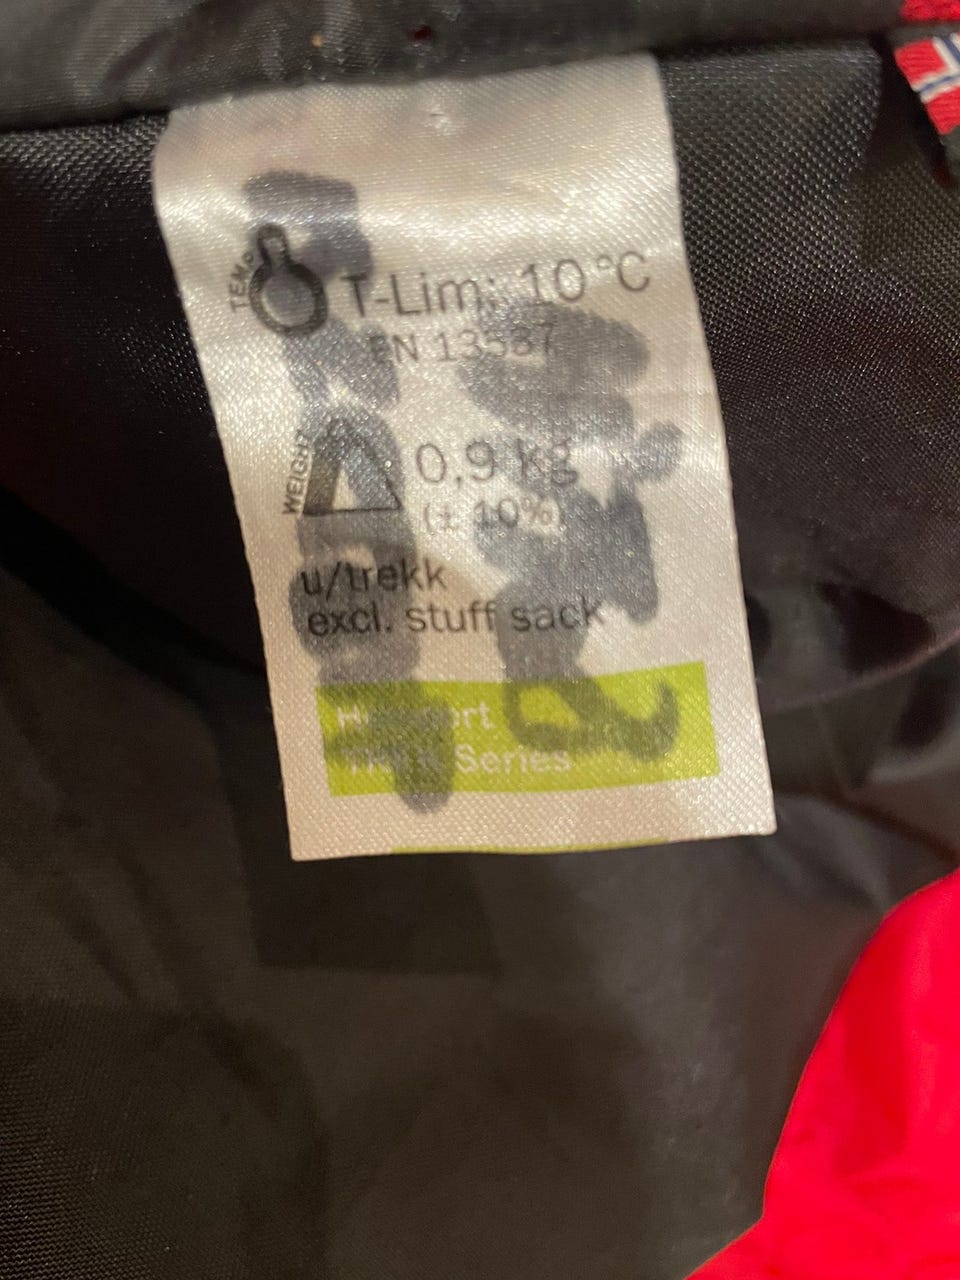 TEMP
T-Lim: 10 °C
EN 13537
WEIGHT
0,9 kg
(± 10%)
u/trekk
excl. stuff sack
Series